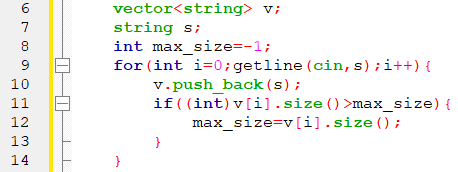 6 vector<string> v;
7 string s;
8 int max_size=-1;
9 for(int i=0;getline(cin,s);i++){
10 v.push_back(s);
11 if((int)v[i].size()>max_size){
12 max_size=v[i].size();
13 }
14 }